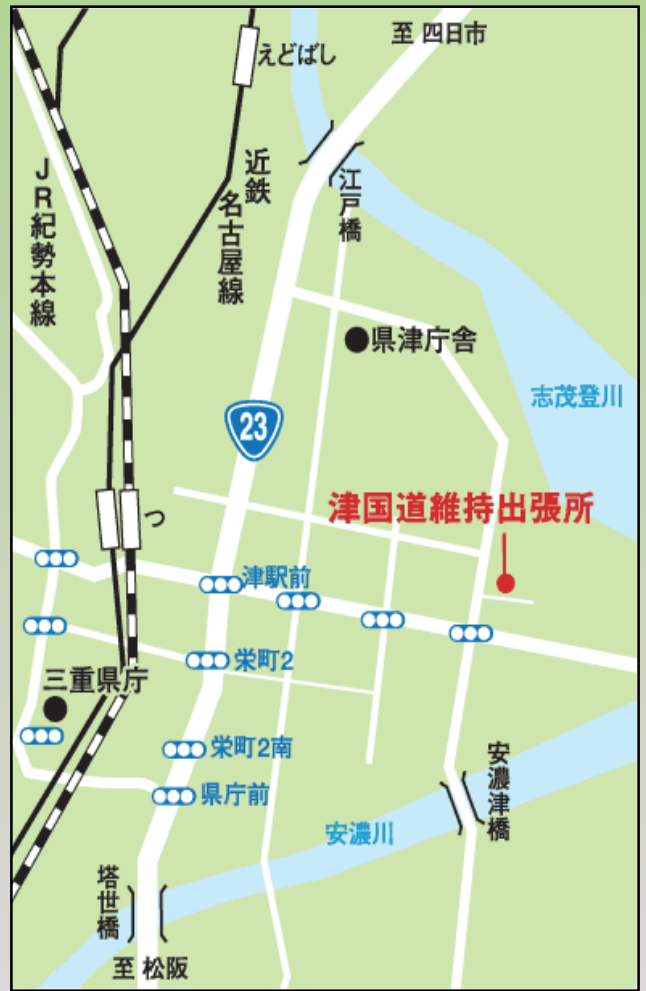 至 四日市
えどばし
近鉄
名古屋線
JR紀勢本線
江戸橋
県津庁舎
志茂登川
23
津国道維持出張所
つ
津駅前
栄町2
三重県庁
栄町2南
県庁前
安濃津橋
安濃川
塔世橋
至 松阪